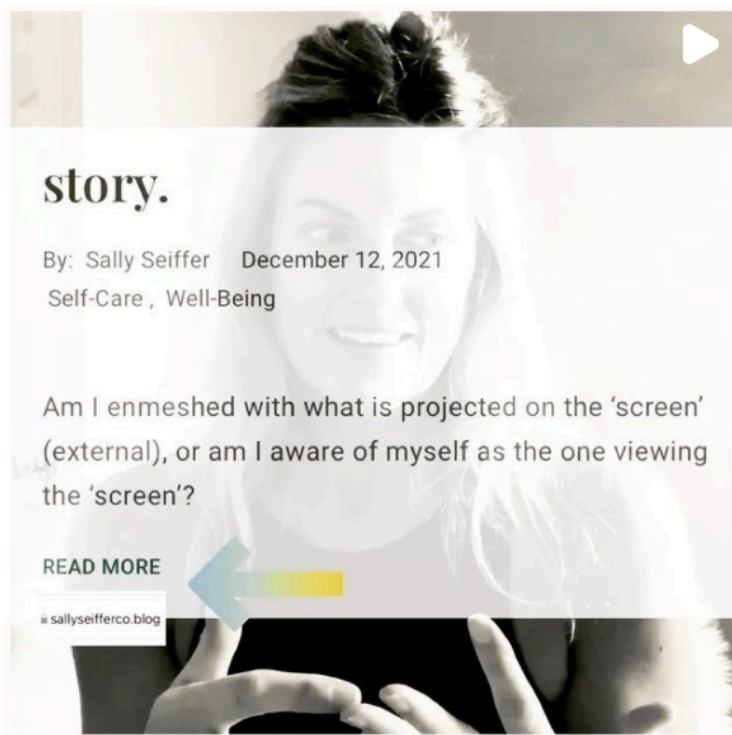 story.
By: Sally Seiffer December 12, 2021
Self-Care , Well-Being
Am I enmeshed with what is projected on the ‘screen’
(external), or am I aware of myself as the one viewing
the ‘screen’?
READ MORE
sallyseifferco.blog